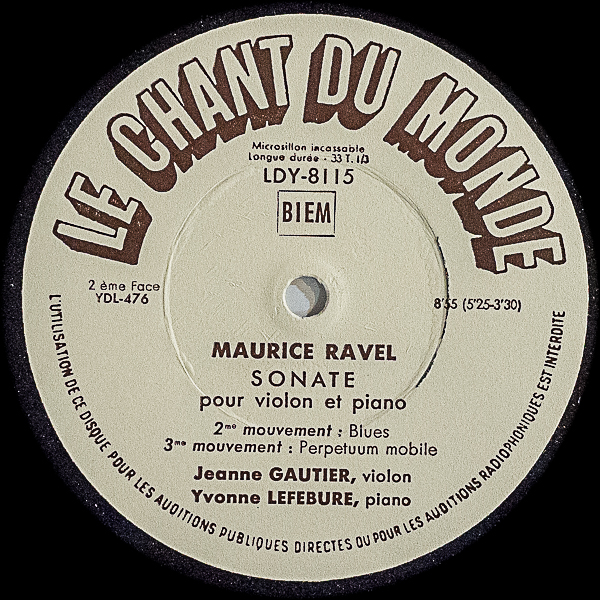 LE CHANT DU MONDE
Microsillon incassable
Longue durée - 33 T. 1/3
LDY-8115
BIEM
2 ème Face
YDL-476
8'55 (5'25-3'30)
MAURICE RAVEL
SONATE
pour violon et piano
2me mouvement : Blues
3me mouvement : Perpetuum mobile
Jeanne GAUTIER, violon
Yvonne LEFEBURE, piano
L'UTILISATION DE CE DISQUE POUR LES AUDITIONS PUBLIQUES DIRECTES OU POUR LES AUDITIONS RADIOPHONIQUES EST INTERDITE